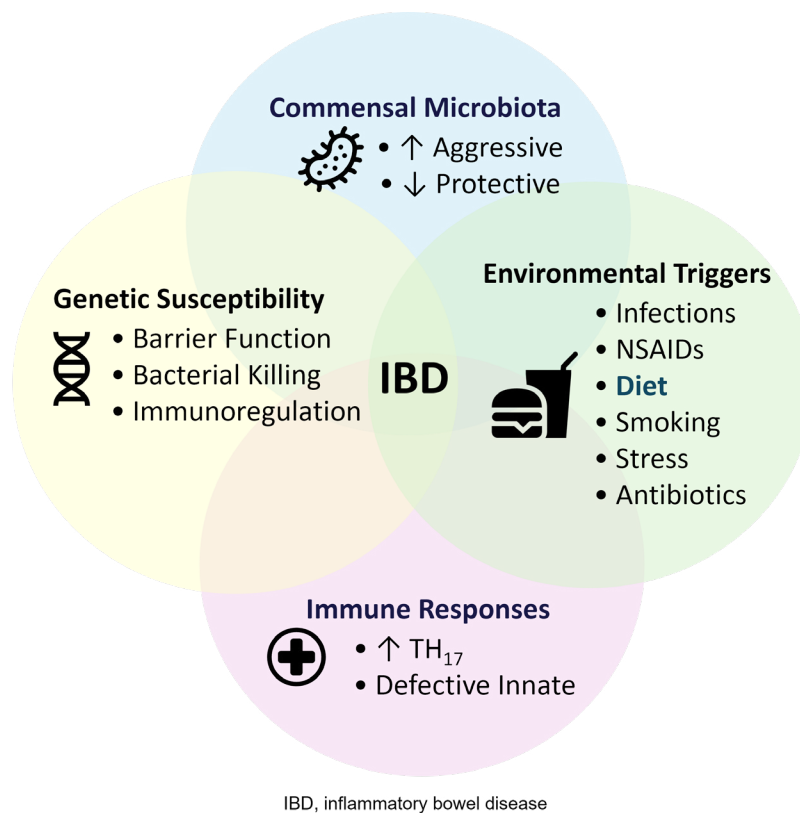 Commensal Microbiota
• ↑ Aggressive
• ↓ Protective
Genetic Susceptibility
• Barrier Function
• Bacterial Killing
• Immunoregulation
IBD
Environmental Triggers
• Infections
• NSAIDs
• Diet
• Smoking
• Stress
• Antibiotics
Immune Responses
• ↑ TH₁₇
• Defective Innate
IBD, inflammatory bowel disease